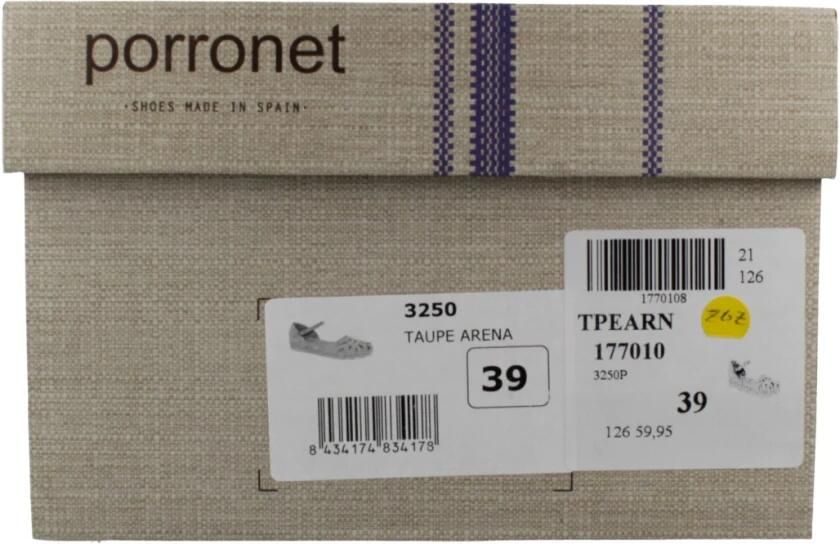 porronet
·SHOES MADE IN SPAIN·
3250
TAUPE ARENA
39
8 434174 834178
21
126
1770108
TPEARN
177010
3250P
39
126 59,95